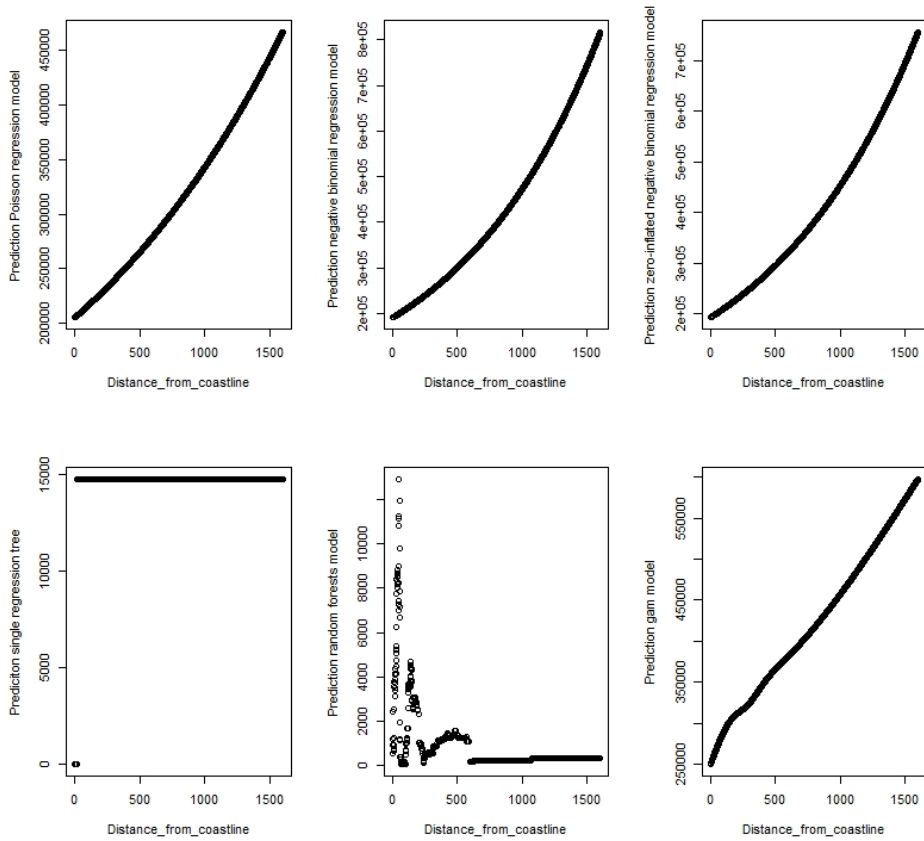 Prediction Poisson regression model
450000
400000
350000
300000
250000
200000
0 500 1000 1500
Distance_from_coastline
Prediction negative binomial regression model
8e+05
7e+05
6e+05
5e+05
4e+05
3e+05
2e+05
0 500 1000 1500
Distance_from_coastline
Prediction zero-inflated negative binomial regression model
7e+05
6e+05
5e+05
4e+05
3e+05
2e+05
0 500 1000 1500
Distance_from_coastline
Prediciton single regression tree
15000
10000
5000
0
0 500 1000 1500
Distance_from_coastline
Prediction random forests model
10000
8000
6000
4000
2000
0
0 500 1000 1500
Distance_from_coastline
Prediction gam model
550000
450000
350000
250000
0 500 1000 1500
Distance_from_coastline